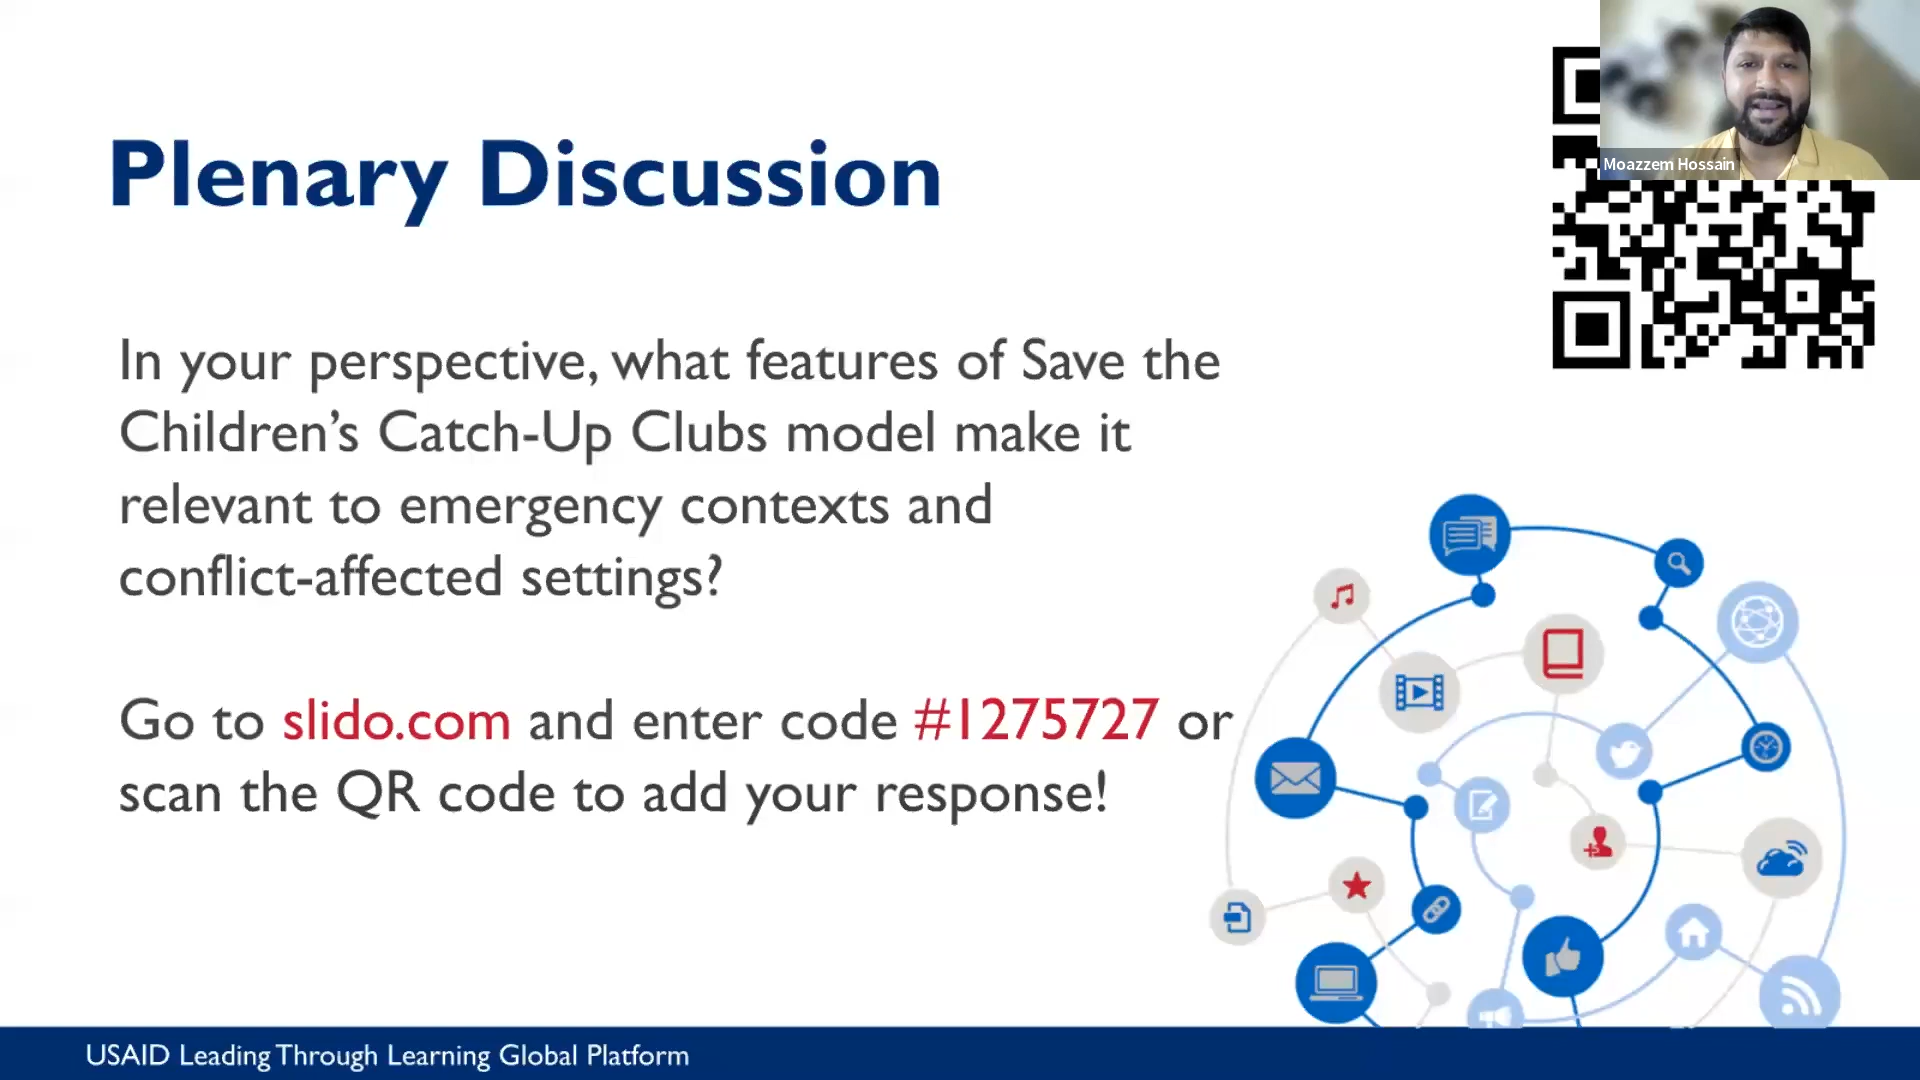 Plenary Discussion
Moazzem Hossain
In your perspective, what features of Save the
Children’s Catch-Up Clubs model make it
relevant to emergency contexts and
conflict-affected settings?
Go to slido.com and enter code #1275727 or
scan the QR code to add your response!
USAID Leading Through Learning Global Platform